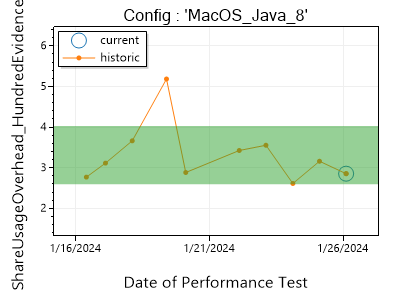 Config : 'MacOS_Java_8'
current
historic
6
5
4
3
2
ShareUsageOverhead_HundredEvidence
1/16/2024
1/21/2024
1/26/2024
Date of Performance Test